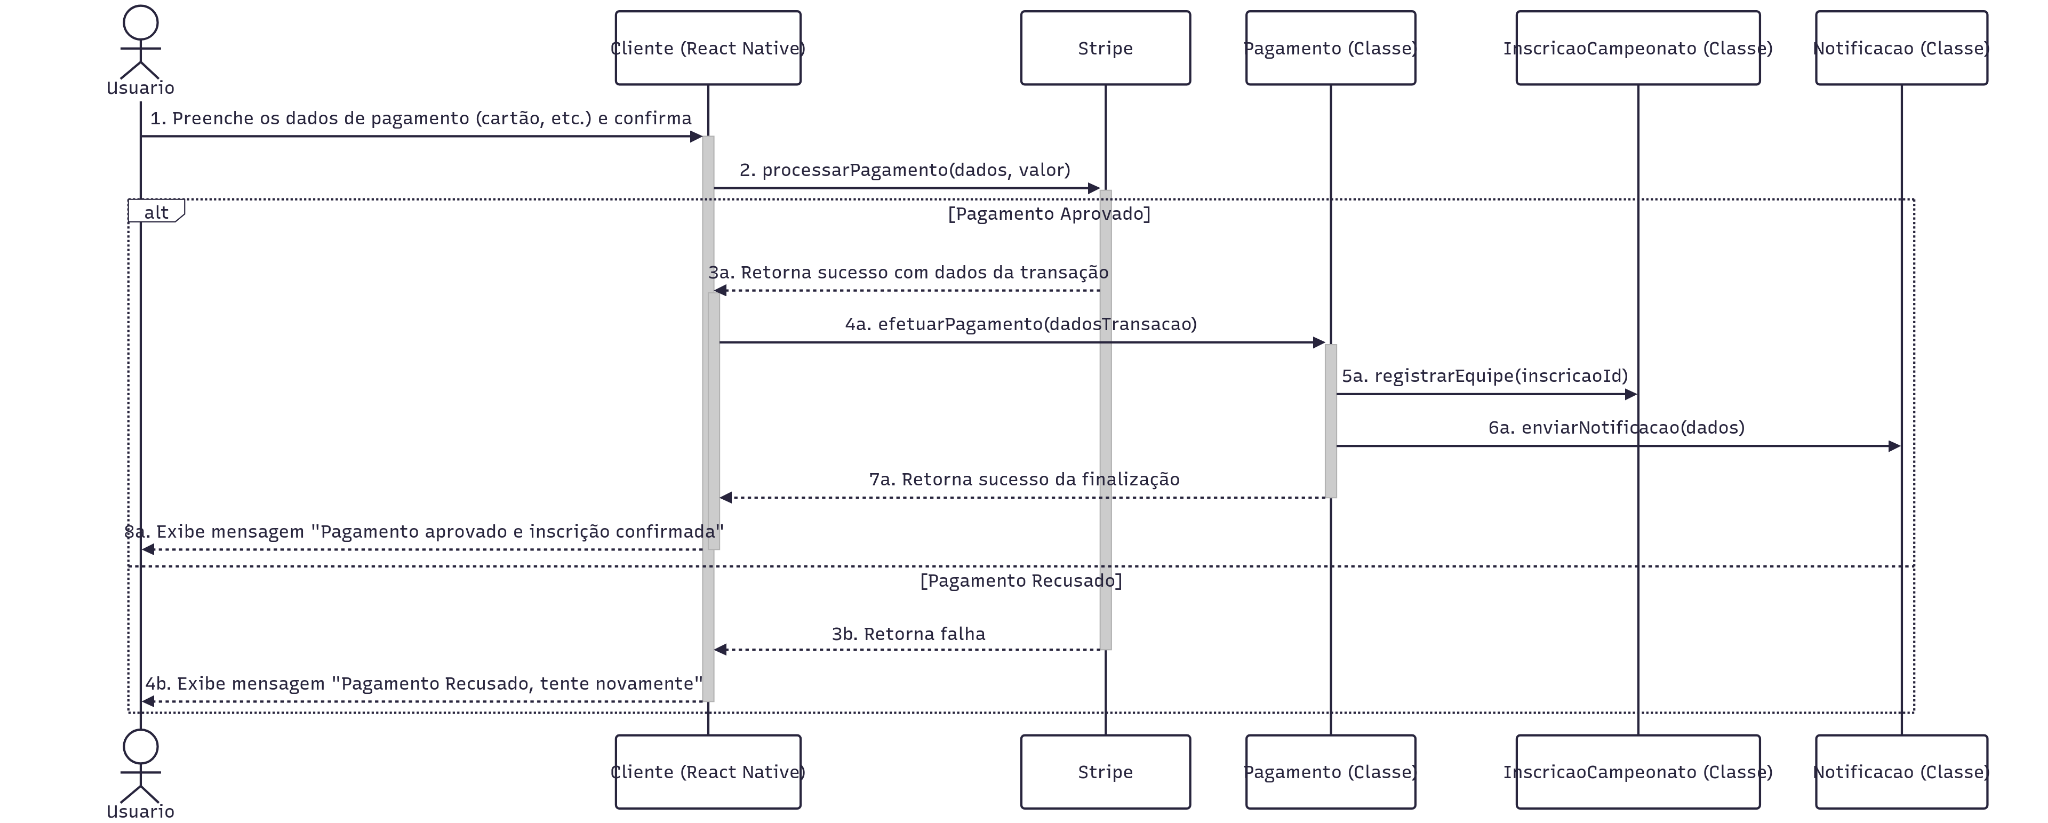 Usuario
Cliente (React Native)
Stripe
Pagamento (Classe)
InscricaoCampeonato (Classe)
Notificacao (Classe)
1. Preenche os dados de pagamento (cartão, etc.) e confirma
2. processarPagamento(dados, valor)
alt
[Pagamento Aprovado]
3a. Retorna sucesso com dados da transação
4a. efetuarPagamento(dadosTransacao)
5a. registrarEquipe(inscricaoId)
6a. enviarNotificacao(dados)
7a. Retorna sucesso da finalização
8a. Exibe mensagem "Pagamento aprovado e inscrição confirmada"
[Pagamento Recusado]
3b. Retorna falha
4b. Exibe mensagem "Pagamento Recusado, tente novamente"
Cliente (React Native)
Stripe
Pagamento (Classe)
InscricaoCampeonato (Classe)
Notificacao (Classe)
Usuario